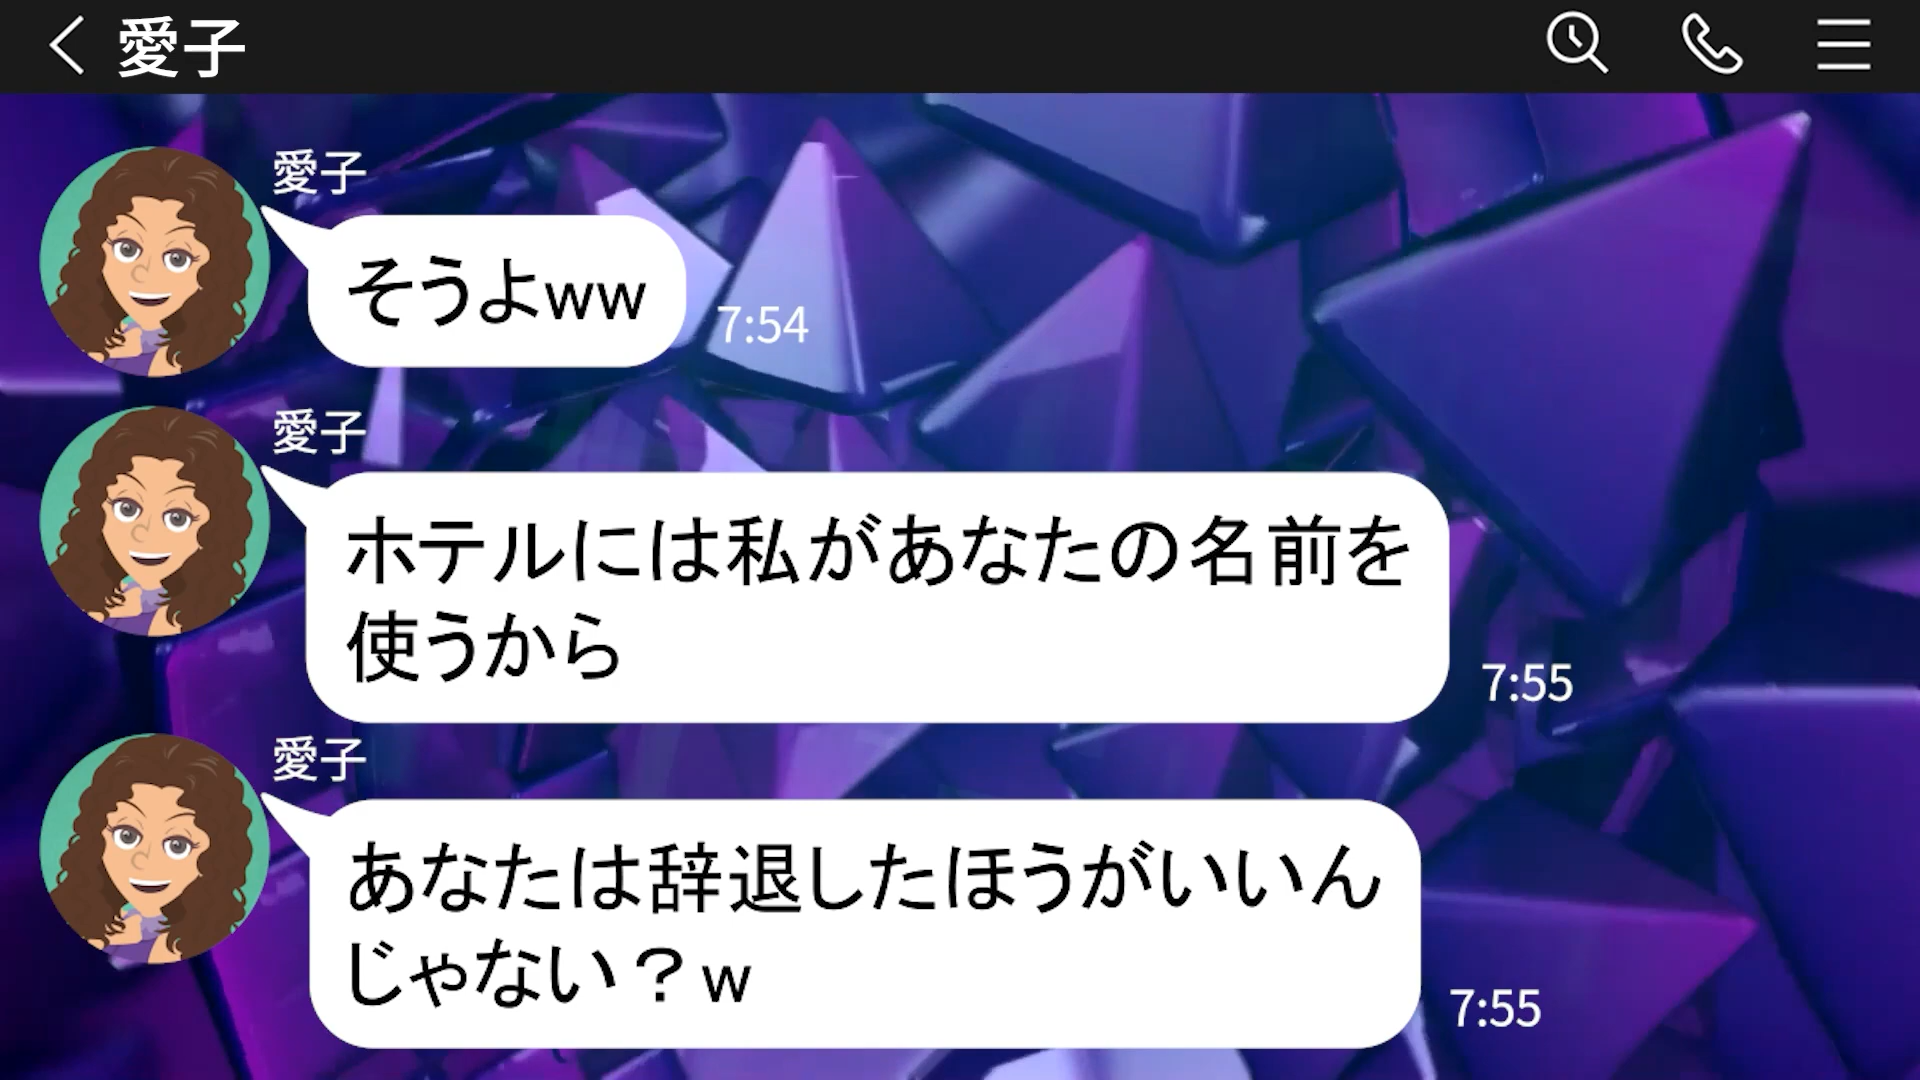 愛子
愛子
そうよww
7:54
愛子
ホテルには私があなたの名前を
使うから
7:55
愛子
あなたは辞退したほうがいいん
じゃない？w
7:55